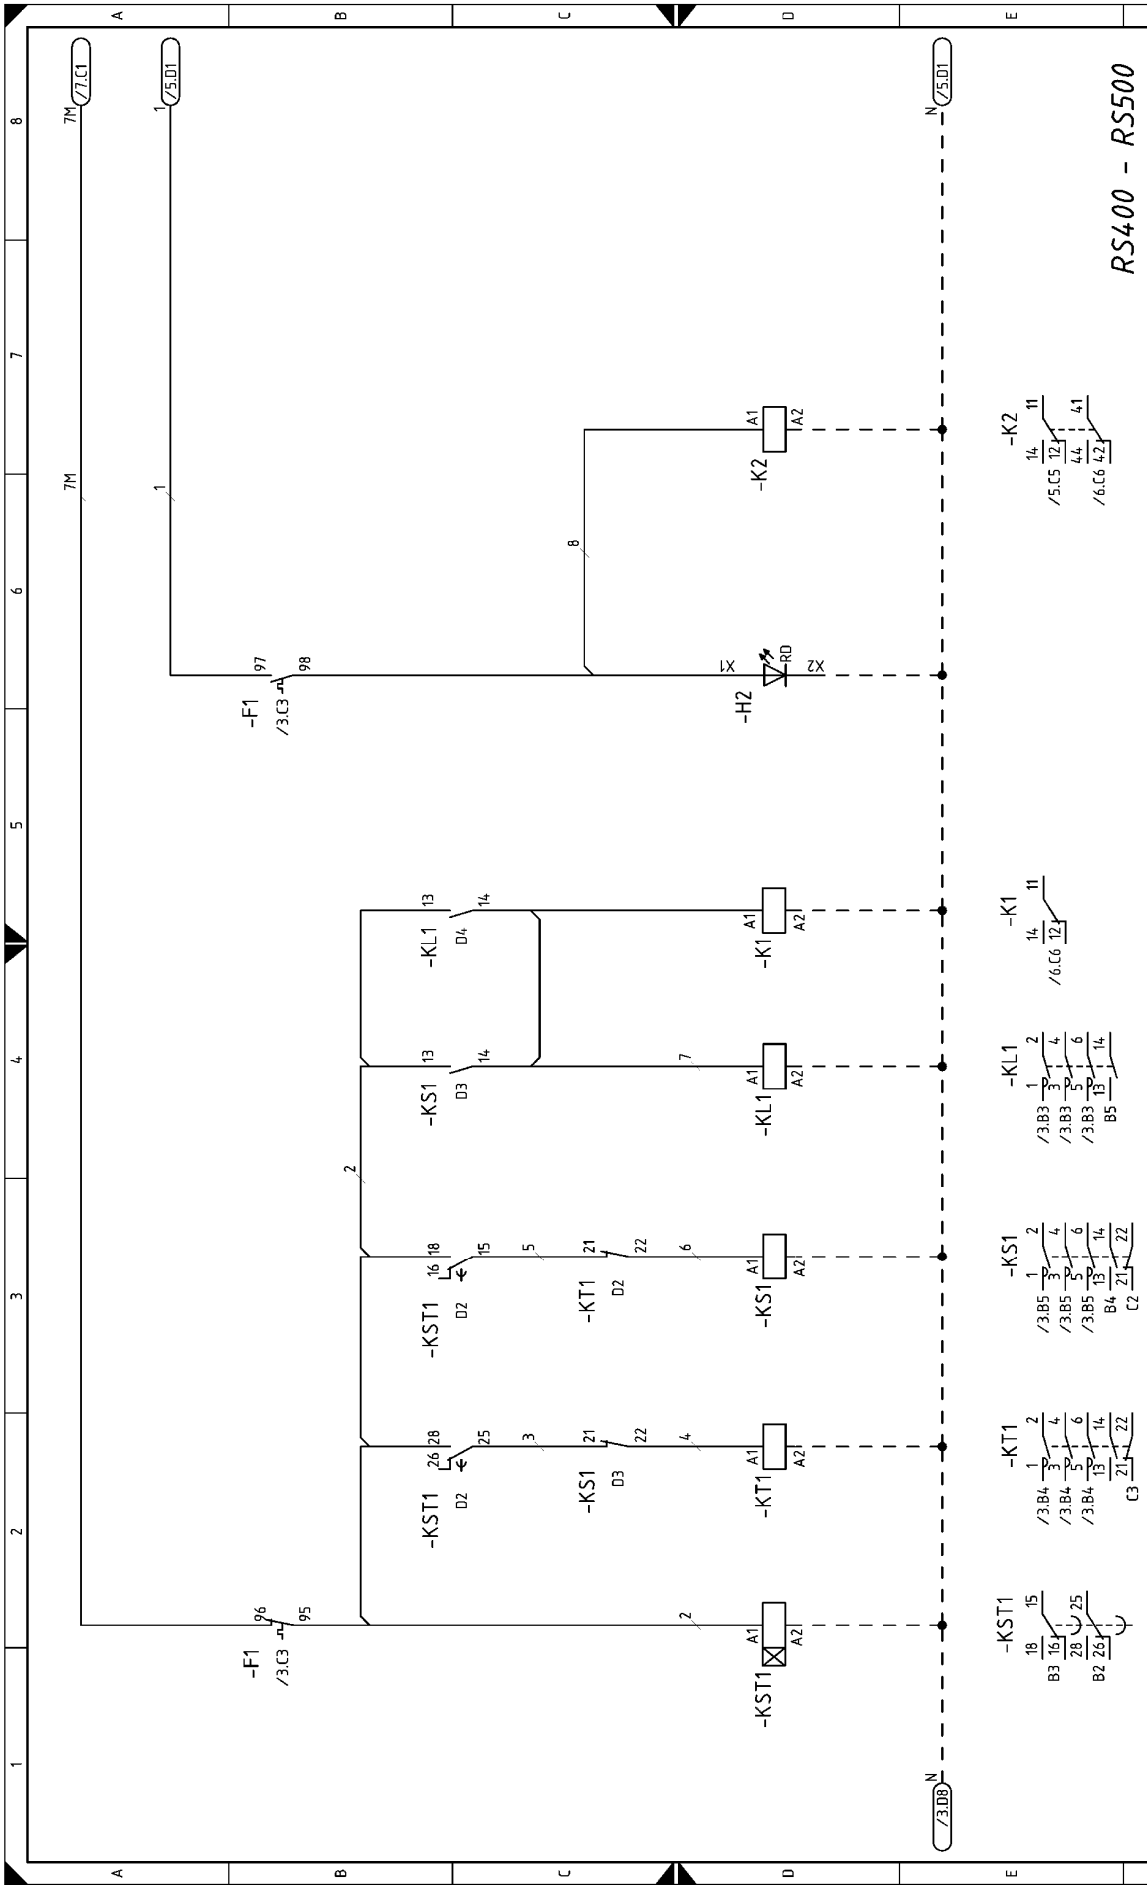 1 2 3 4 5 6 7 8
A
B
C
D
E
A
B
C
D
E
7M
7M
/7.C1
1
1
/5.D1
-F1
/3.C3
96
95
-F1
/3.C3
97
98
2
-KST1
D2
26 28
25
-KST1
D2
16 18
15
-KS1
D3
13
14
-KL1
D4
13
14
3
5
-KS1
D3
21
22
-KT1
D2
21
22
8
2
4
6
7
-KST1
A1
A2
-KT1
A1
A2
-KS1
A1
A2
-KL1
A1
A2
-K1
A1
A2
-H2
X1
X2
RD
-K2
A1
A2
/3.D8
N
N
/5.D1
-KST1
18 15
B3 16
28 25
B2 26
-KT1
/3.B4 1 2
/3.B4 3 4
/3.B4 5 6
13 14
C3 21 22
-KS1
/3.B5 1 2
/3.B5 3 4
/3.B5 5 6
B4 13 14
C2 21 22
-KL1
/3.B3 1 2
/3.B3 3 4
/3.B3 5 6
B5 13 14
-K1
14 11
/6.C6 12
-K2
14 11
/5.C5 12
44 41
/6.C6 42
RS400 - RS500